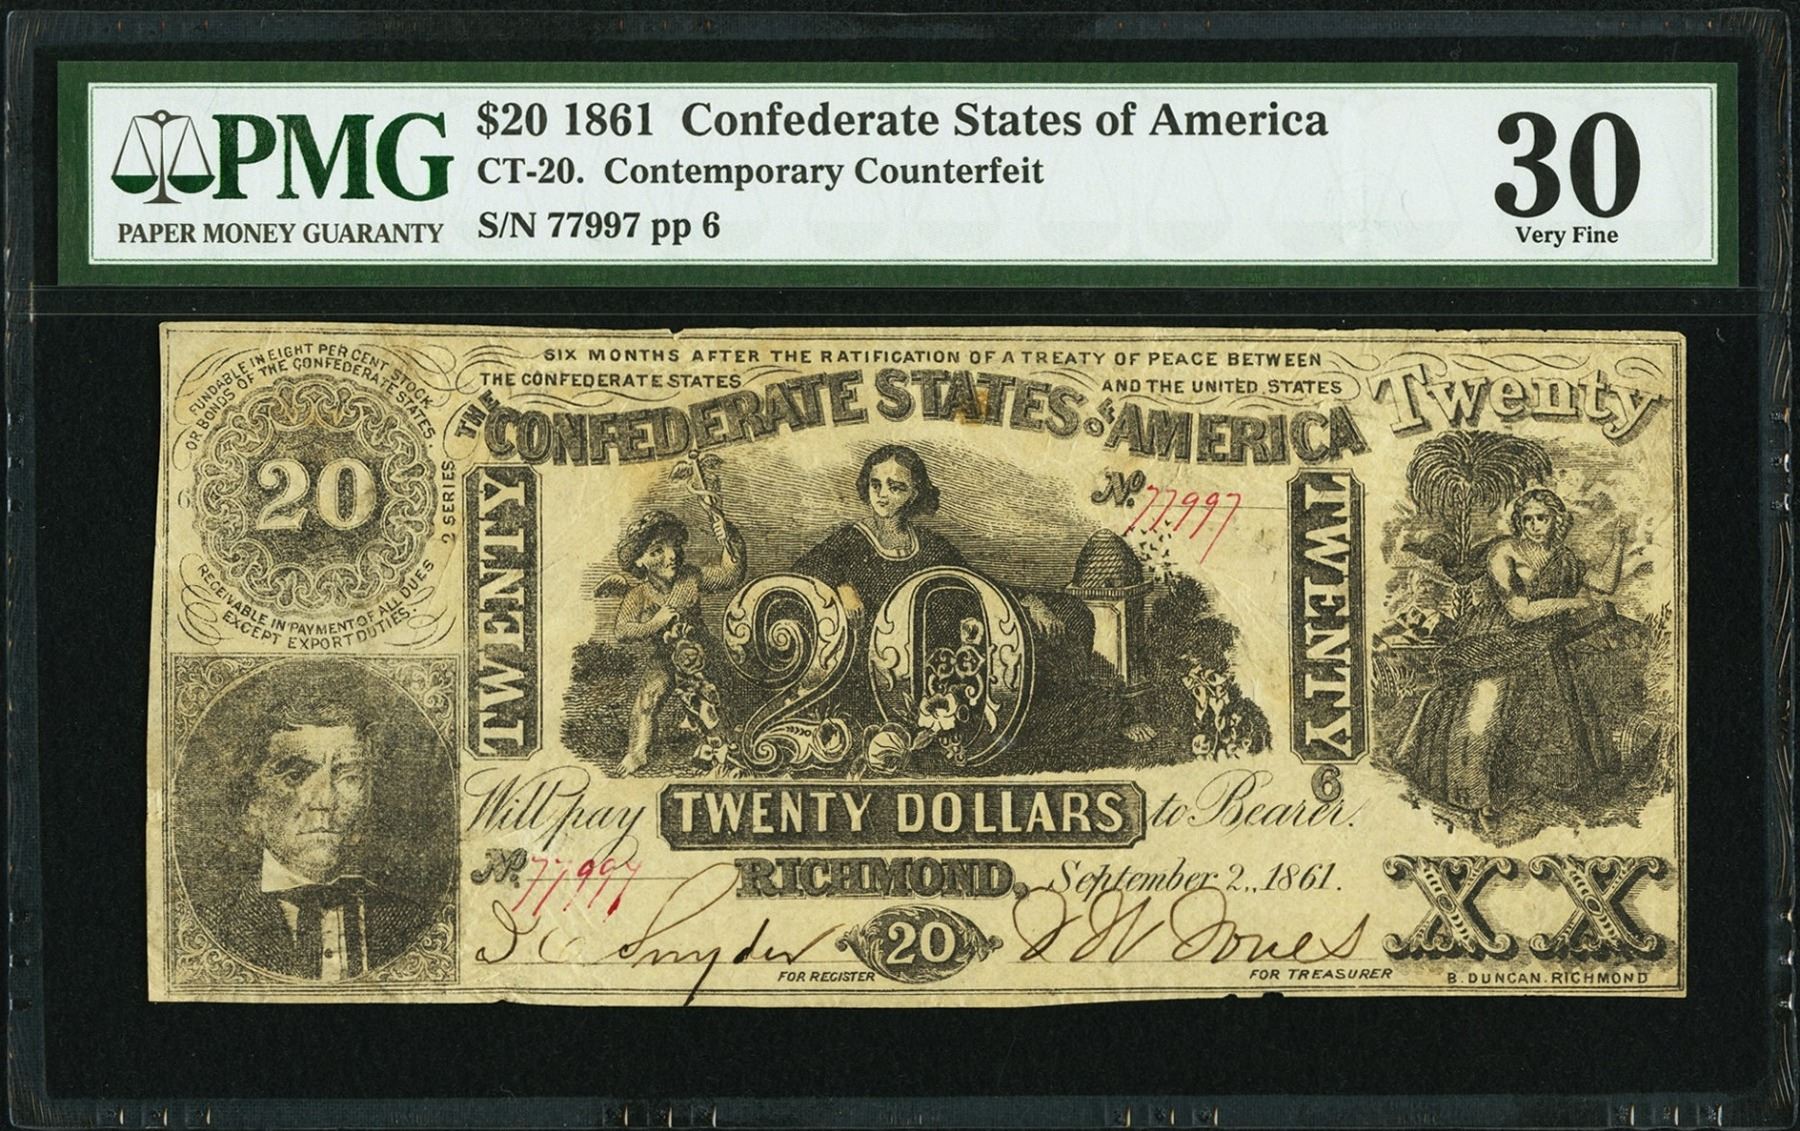 PMG
PAPER MONEY GUARANTY
$20 1861 Confederate States of America
CT-20. Contemporary Counterfeit
S/N 77997 pp 6
30
Very Fine
FUNDABLE IN EIGHT PER CENT STOCK
OR BONDS OF THE CONFEDERATE STATES.
20
RECEIVABLE IN PAYMENT OF ALL DUES
EXCEPT EXPORT DUTIES.
2 SERIES
SIX MONTHS AFTER THE RATIFICATION OF A TREATY OF PEACE BETWEEN
THE CONFEDERATE STATES AND THE UNITED STATES
THE CONFEDERATE STATES OF AMERICA
Twenty
TWENTY
20
No. 77997
TWENTY
6
Will pay TWENTY DOLLARS to Bearer.
No. 77997
RICHMOND, September 2,, 1861.
XX
J C Snyder
FOR REGISTER
20
Jones
FOR TREASURER
B. DUNCAN. RICHMOND